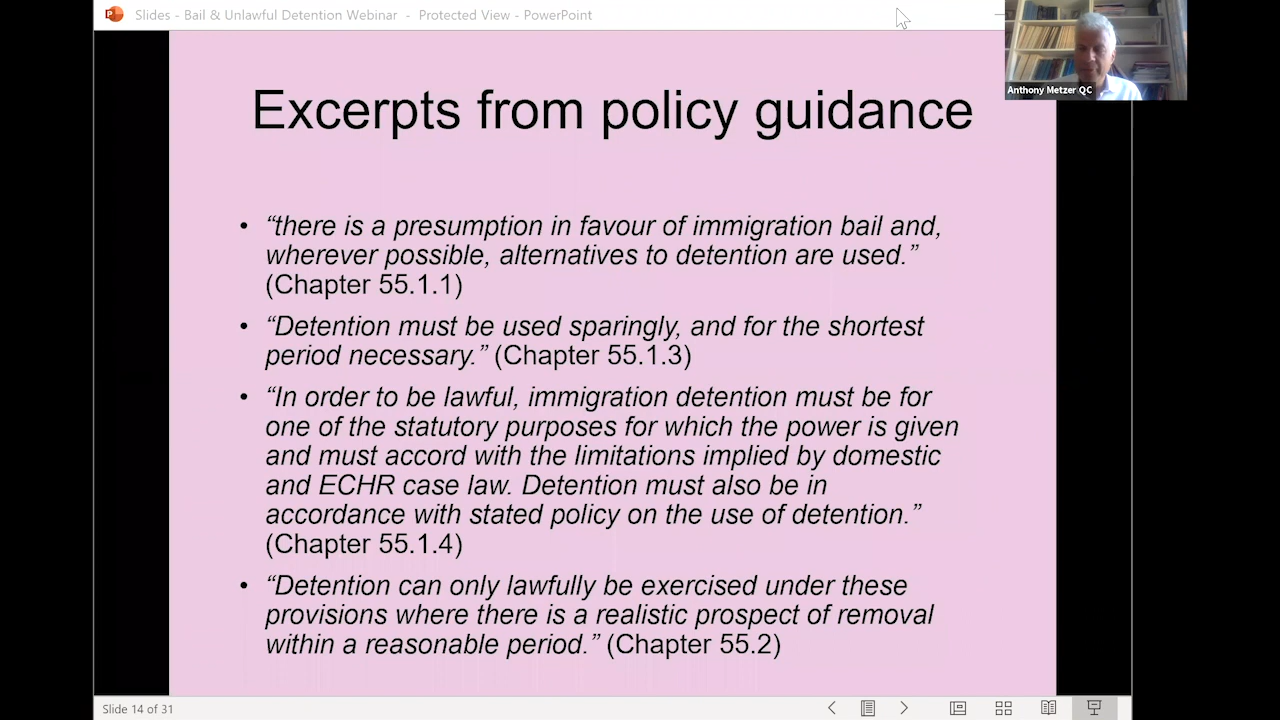 Slides - Bail & Unlawful Detention Webinar - Protected View - PowerPoint
Anthony Metzer QC
Excerpts from policy guidance
• “there is a presumption in favour of immigration bail and,
wherever possible, alternatives to detention are used.”
(Chapter 55.1.1)
• “Detention must be used sparingly, and for the shortest
period necessary.” (Chapter 55.1.3)
• “In order to be lawful, immigration detention must be for
one of the statutory purposes for which the power is given
and must accord with the limitations implied by domestic
and ECHR case law. Detention must also be in
accordance with stated policy on the use of detention.”
(Chapter 55.1.4)
• “Detention can only lawfully be exercised under these
provisions where there is a realistic prospect of removal
within a reasonable period.” (Chapter 55.2)
Slide 14 of 31